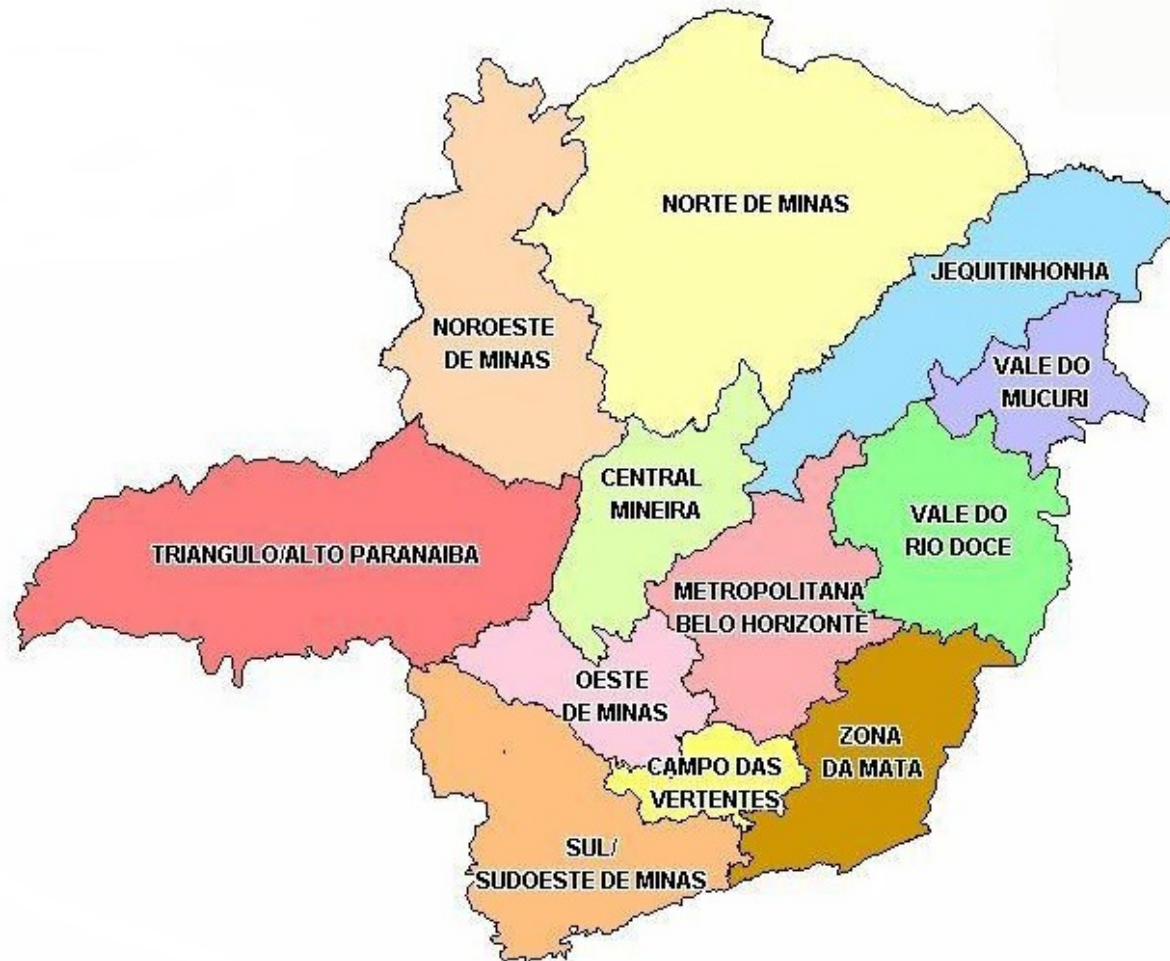 NORTE DE MINAS
JEQUITINHONHA
NOROESTE
DE MINAS
VALE DO
MUCURI
CENTRAL
MINEIRA
VALE DO
RIO DOCE
TRIANGULO/ALTO PARANAIBA
METROPOLITANA
BELO HORIZONTE
OESTE
DE MINAS
ZONA
DA MATA
CAMPO DAS
VERTENTES
SUL/
SUDOESTE DE MINAS